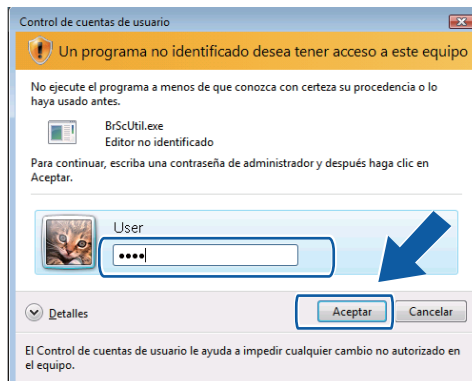 Control de cuentas de usuario
Un programa no identificado desea tener acceso a este equipo
No ejecute el programa a menos de que conozca con certeza su procedencia o lo
haya usado antes.
BrScUtil.exe
Editor no identificado
Para continuar, escriba una contraseña de administrador y después haga clic en
Aceptar.
User
••••
Detalles
Aceptar
Cancelar
El Control de cuentas de usuario le ayuda a impedir cualquier cambio no autorizado en
el equipo.